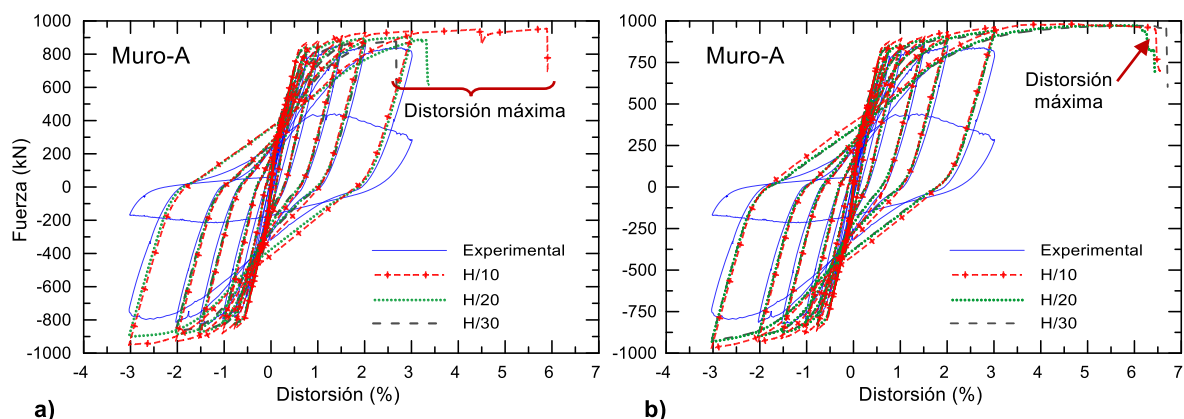 1000
800
600
400
200
0
-200
-400
-600
-800
-1000
Fuerza (kN)
Muro-A
Distorsión máxima
Experimental
H/10
H/20
H/30
-4 -3 -2 -1 0 1 2 3 4 5 6 7
Distorsión (%)
a)
1000
750
500
250
0
-250
-500
-750
-1000
Muro-A
Distorsión
máxima
Experimental
H/10
H/20
H/30
-4 -3 -2 -1 0 1 2 3 4 5 6 7
Distorsión (%)
b)